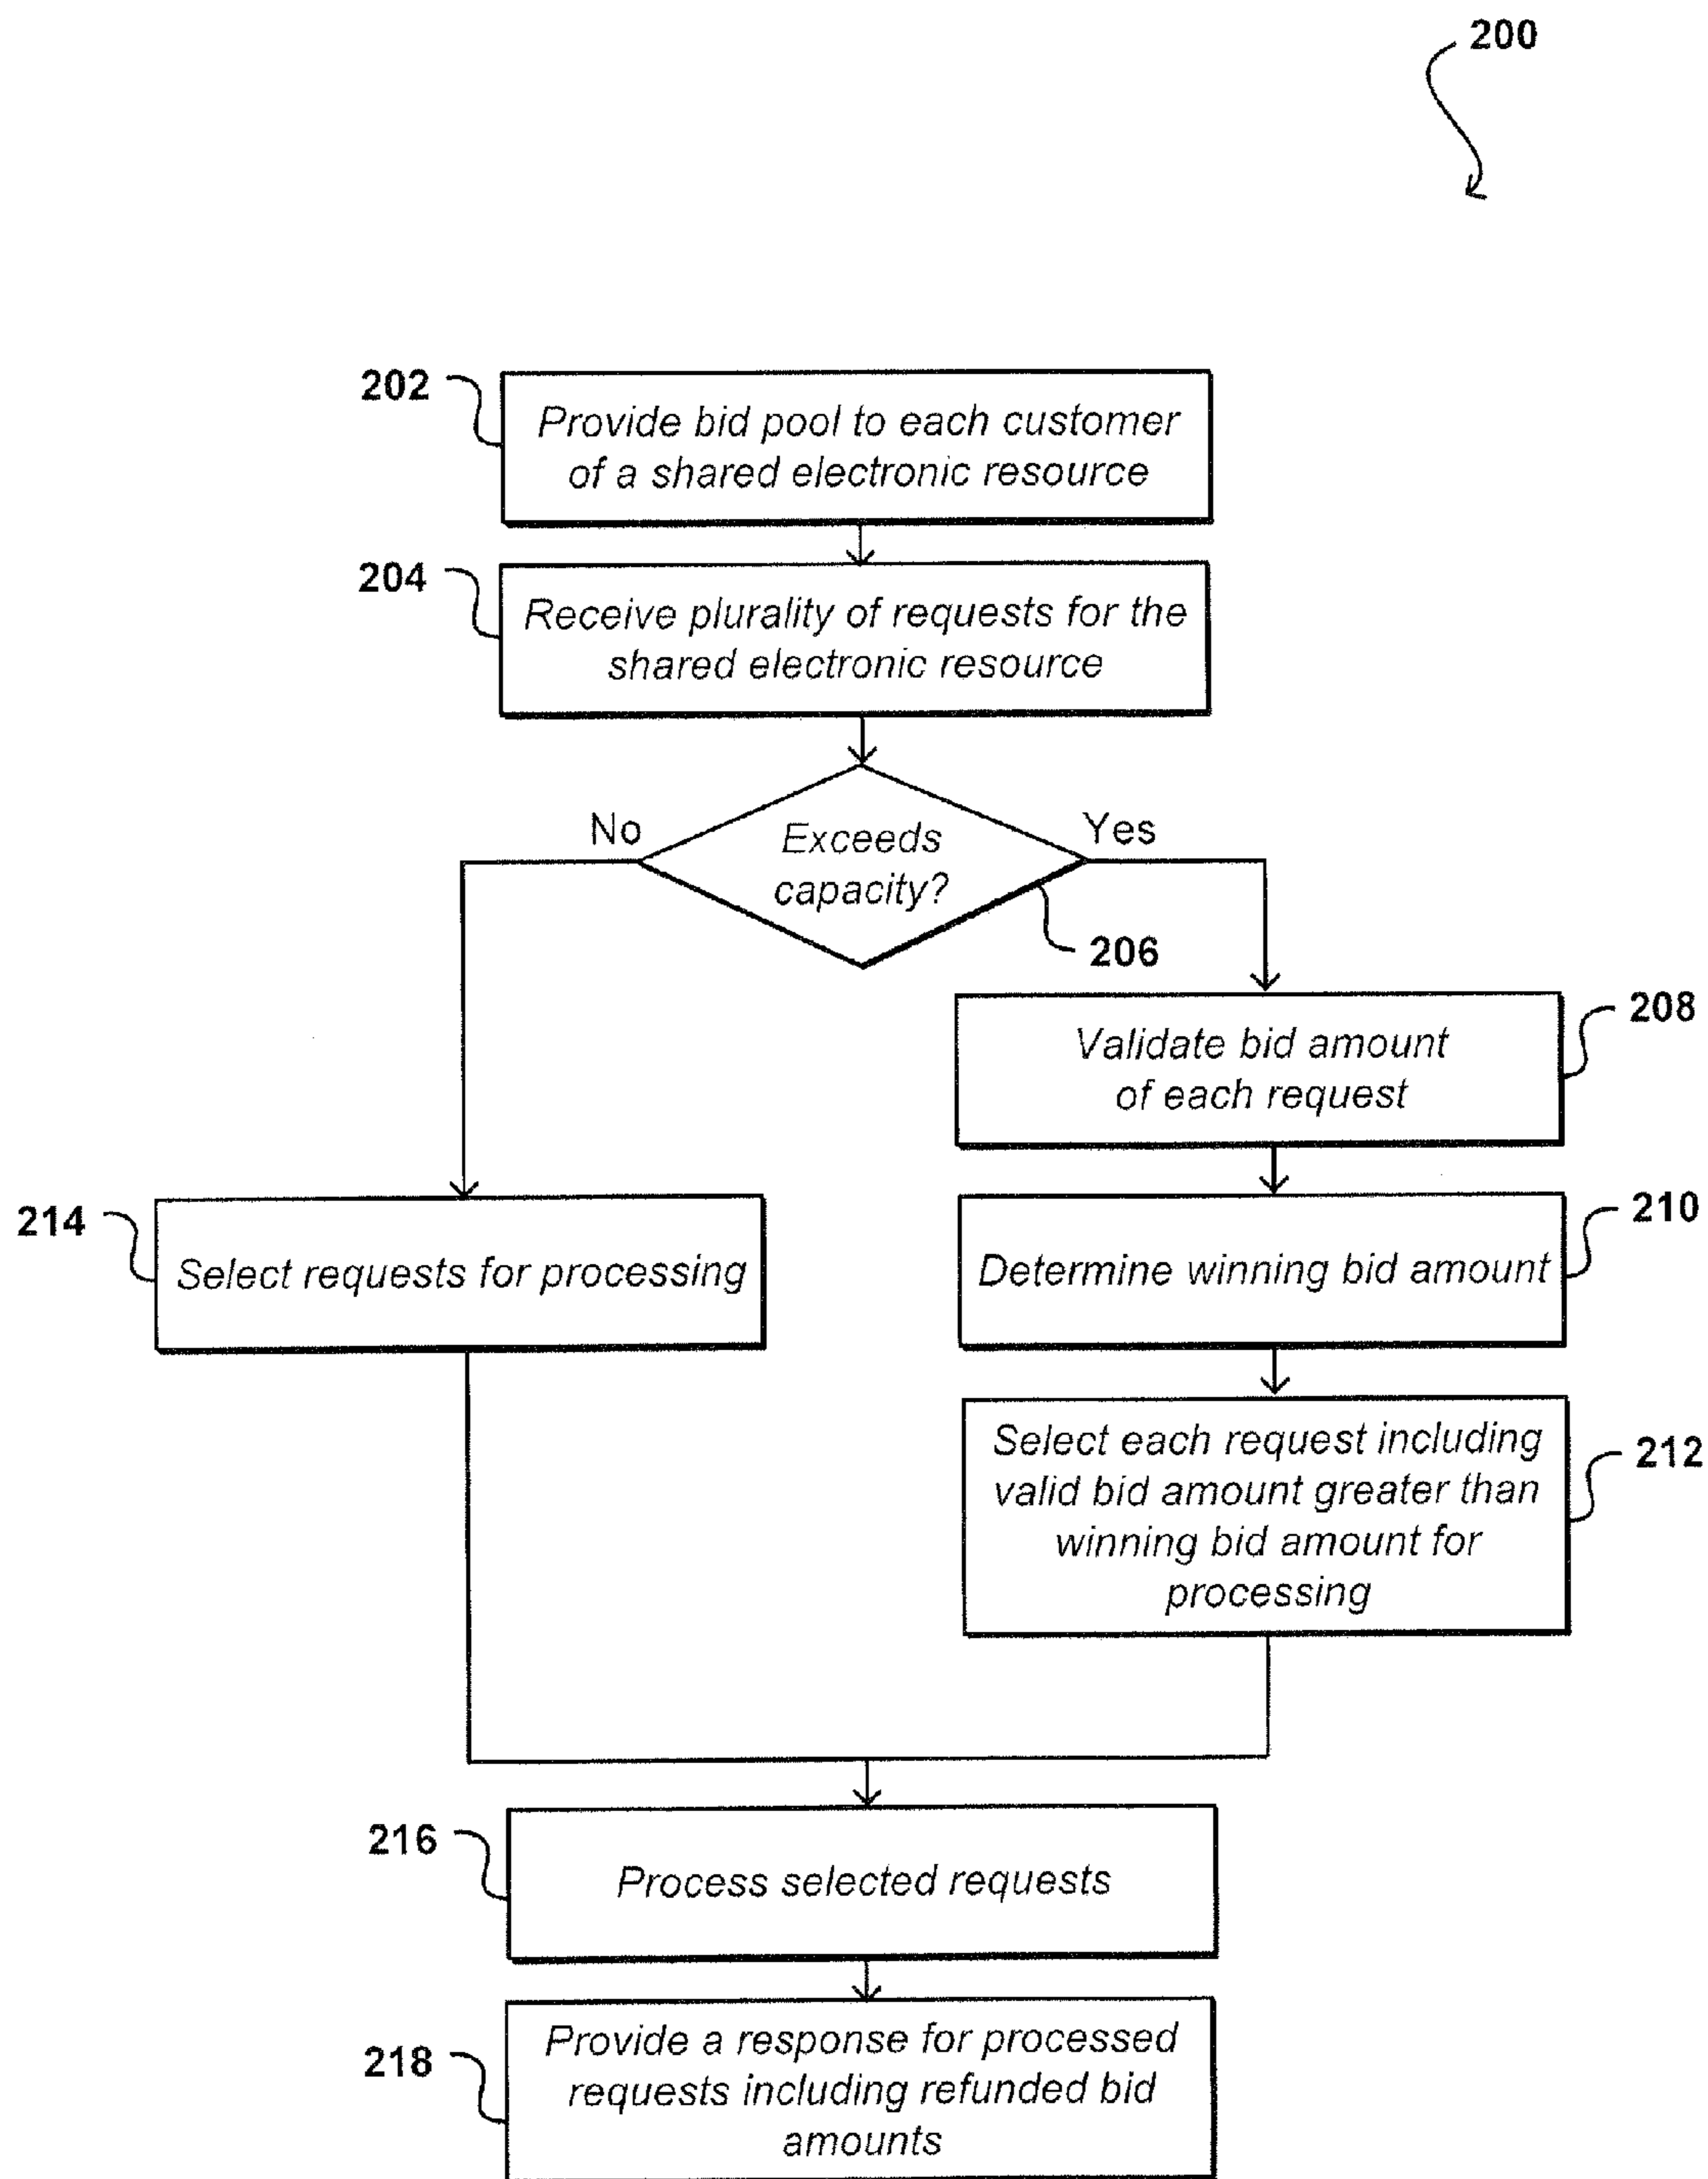 200
202
Provide bid pool to each customer
of a shared electronic resource
204
Receive plurality of requests for the
shared electronic resource
No
Exceeds
capacity?
Yes
206
208
Validate bid amount
of each request
214
Select requests for processing
210
Determine winning bid amount
212
Select each request including
valid bid amount greater than
winning bid amount for
processing
216
Process selected requests
218
Provide a response for processed
requests including refunded bid
amounts